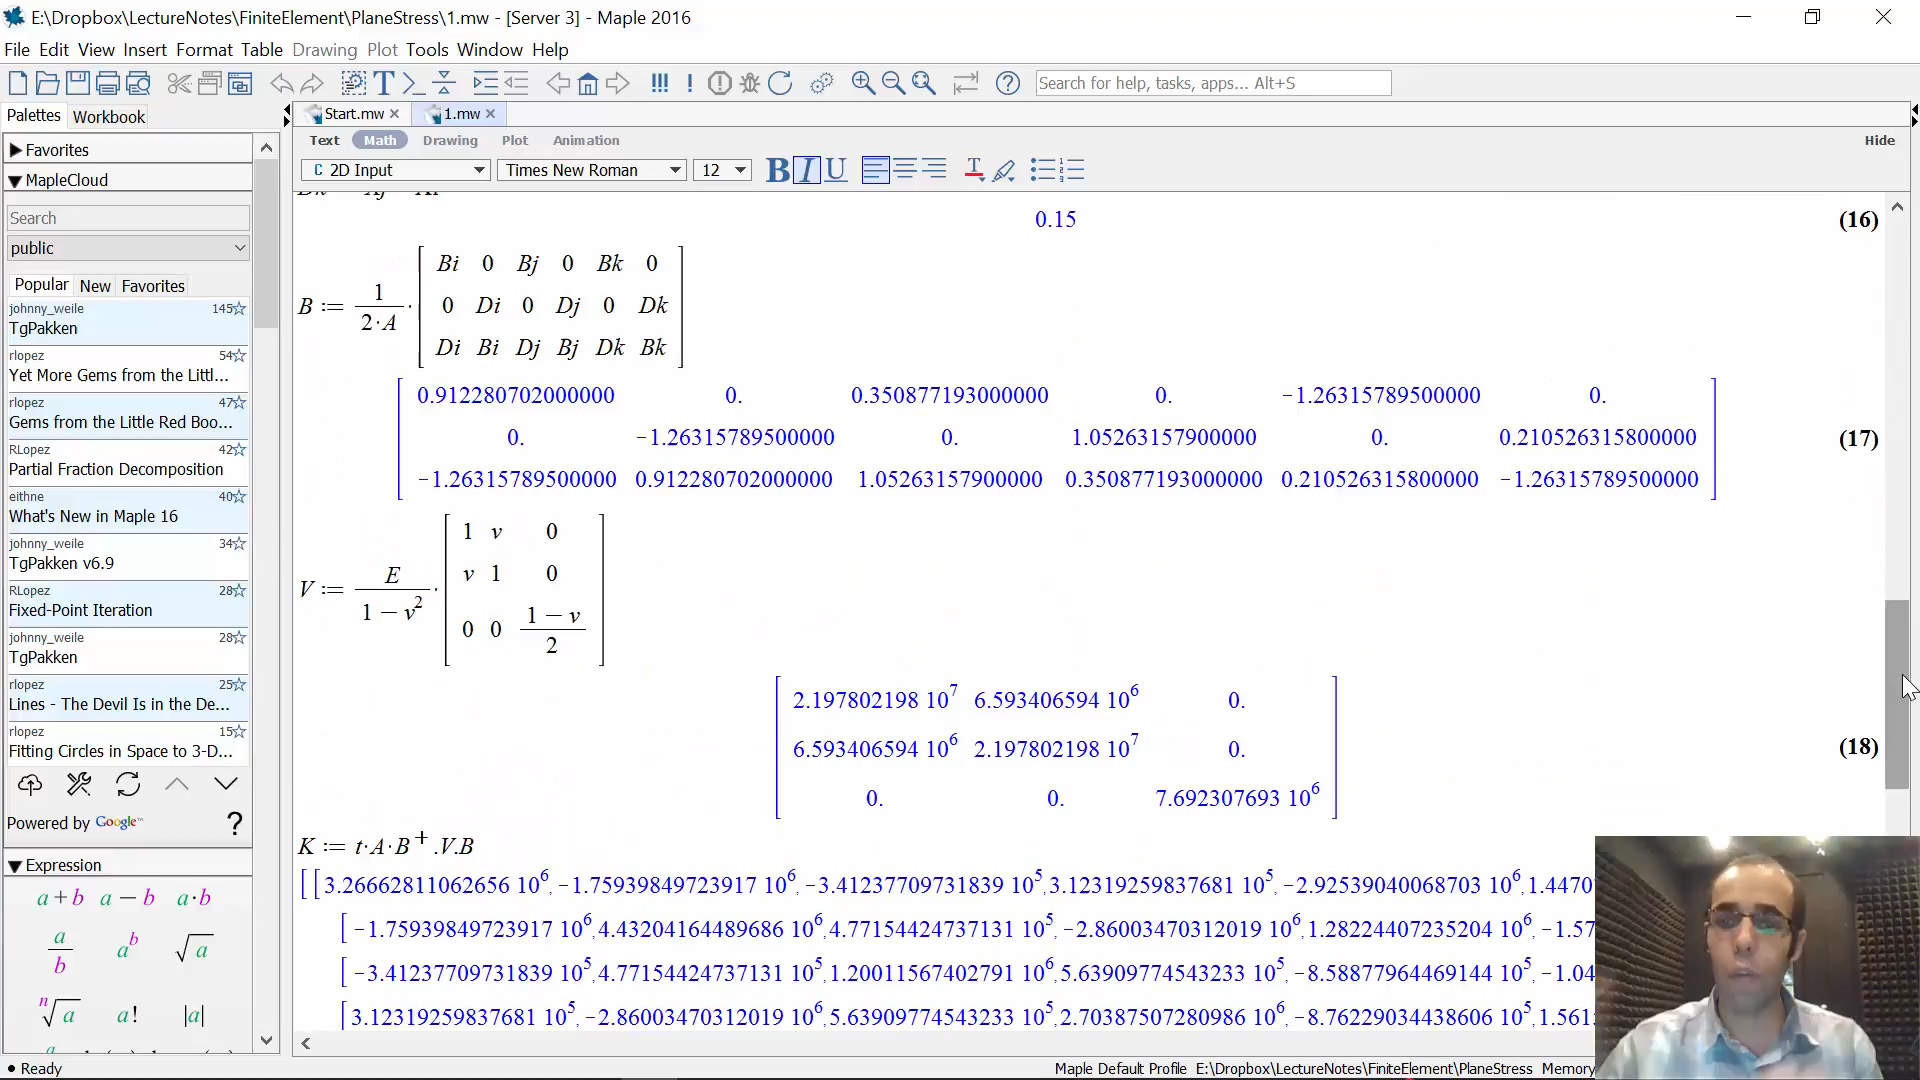 E:\Dropbox\LectureNotes\FiniteElement\PlaneStress\1.mw - [Server 3] - Maple 2016
File Edit View Insert Format Table Drawing Plot Tools Window Help
Search for help, tasks, apps... Alt+S
Palettes Workbook
Start.mw 1.mw
Text Math Drawing Plot Animation Hide
C 2D Input Times New Roman 12 B I U
Favorites
MapleCloud
Search
public
Popular New Favorites
johnny_weile 145
TgPakken
rlopez 54
Yet More Gems from the Littl...
rlopez 47
Gems from the Little Red Boo...
RLopez 42
Partial Fraction Decomposition
eithne 40
What's New in Maple 16
johnny_weile 34
TgPakken v6.9
RLopez 28
Fixed-Point Iteration
johnny_weile 28
TgPakken
rlopez 25
Lines - The Devil Is in the De...
rlopez 15
Fitting Circles in Space to 3-D...
Powered by Google™ ?
Expression
a+b a-b a·b
a/b a^b √a
n√a a! |a|
0.15 (16)
B := 1/(2·A) ·
Bi 0 Bj 0 Bk 0
0 Di 0 Dj 0 Dk
Di Bi Dj Bj Dk Bk
0.912280702000000 0. 0.350877193000000 0. -1.26315789500000 0.
0. -1.26315789500000 0. 1.05263157900000 0. 0.210526315800000 (17)
-1.26315789500000 0.912280702000000 1.05263157900000 0.350877193000000 0.210526315800000 -1.26315789500000
V := E/(1 - v²) ·
1 v 0
v 1 0
0 0 (1 - v)/2
2.197802198 10^7 6.593406594 10^6 0.
6.593406594 10^6 2.197802198 10^7 0. (18)
0. 0. 7.692307693 10^6
K := t·A·B⁺.V.B
[[3.26662811062656 10^6, -1.75939849723917 10^6, -3.41237709731839 10^5, 3.12319259837681 10^5, -2.92539040068703 10^6, 1.4470
[-1.75939849723917 10^6, 4.43204164489686 10^6, 4.77154424737131 10^5, -2.86003470312019 10^6, 1.28224407235204 10^6, -1.57
[-3.41237709731839 10^5, 4.77154424737131 10^5, 1.20011567402791 10^6, 5.63909774543233 10^5, -8.58877964469144 10^5, -1.04
[3.12319259837681 10^5, -2.86003470312019 10^6, 5.63909774543233 10^5, 2.70387507280986 10^6, -8.76229034438606 10^5, 1.561
Ready
Maple Default Profile E:\Dropbox\LectureNotes\FiniteElement\PlaneStress Memory